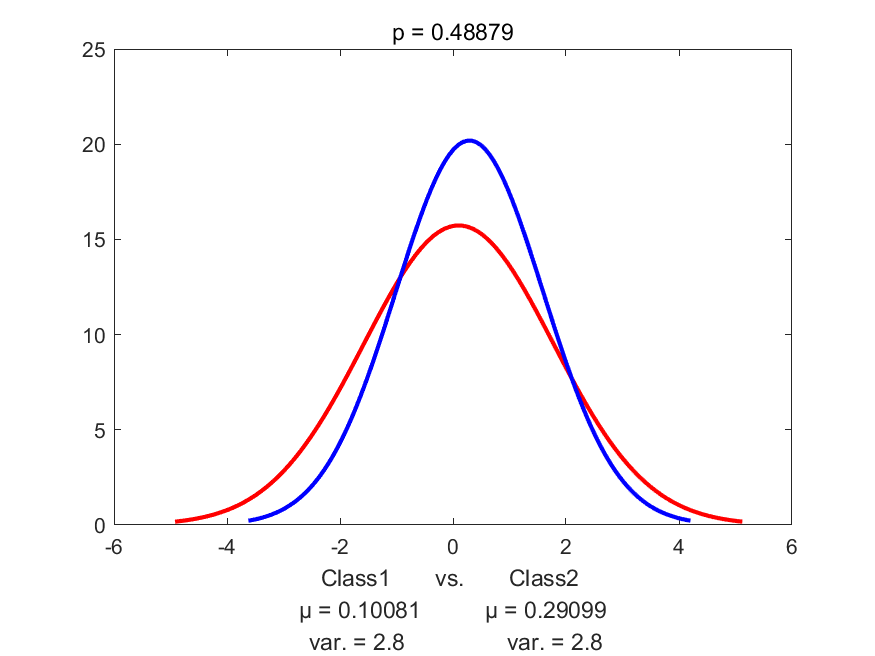 p = 0.48879
25
20
15
10
5
0
-6 -4 -2 0 2 4 6
Class1 vs. Class2
μ = 0.10081 μ = 0.29099
var. = 2.8 var. = 2.8